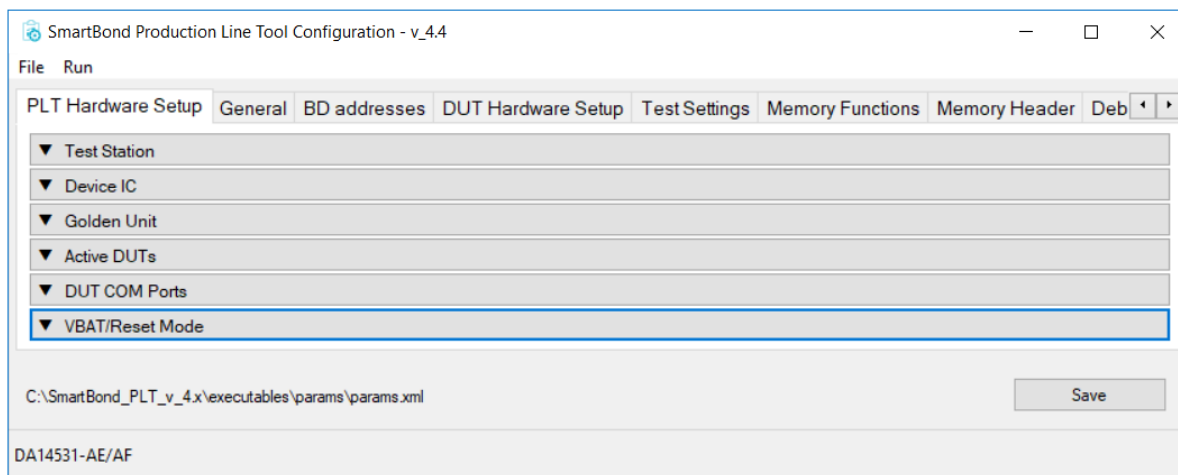 SmartBond Production Line Tool Configuration - v_4.4
File Run
PLT Hardware Setup General BD addresses DUT Hardware Setup Test Settings Memory Functions Memory Header Deb
Test Station
Device IC
Golden Unit
Active DUTs
DUT COM Ports
VBAT/Reset Mode
C:\SmartBond_PLT_v_4.x\executables\params\params.xml
Save
DA14531-AE/AF